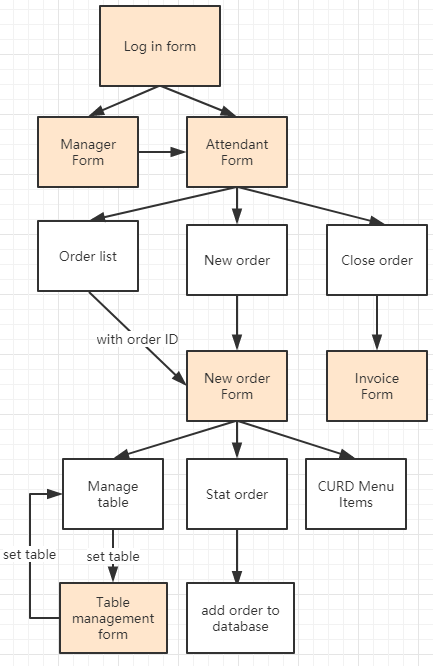 Log in form
Manager
Form
Attendant
Form
Order list
New order
Close order
with order ID
New order
Form
Invoice
Form
Manage
table
Stat order
CURD Menu
Items
set table
set table
Table
management
form
add order to
database